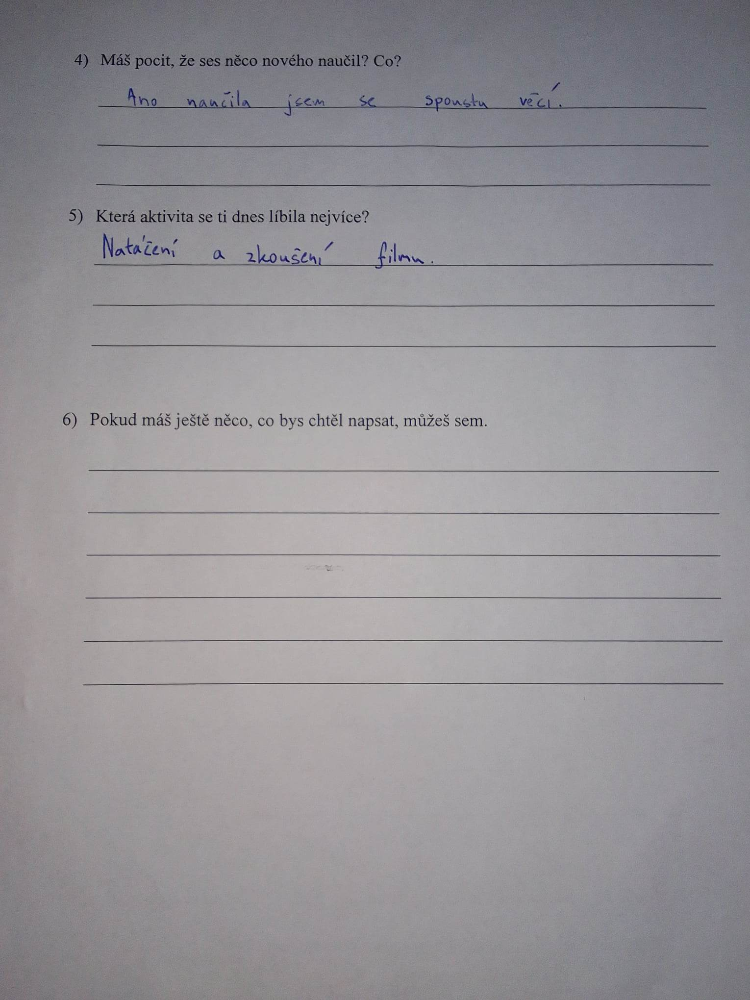 4) Máš pocit, že ses něco nového naučil? Co?
Ano naučila jsem se spoustu věcí.
5) Která aktivita se ti dnes líbila nejvíce?
Natáčení a zkoušení filmu.
6) Pokud máš ještě něco, co bys chtěl napsat, můžeš sem.